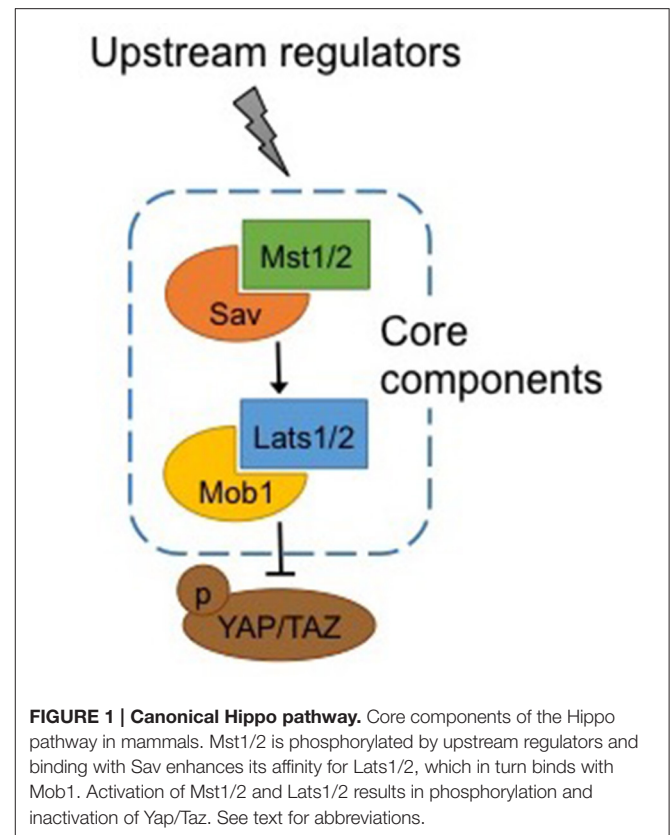 Upstream regulators
Mst1/2
Sav
Core
components
Lats1/2
Mob1
p
YAP/TAZ
FIGURE 1 | Canonical Hippo pathway. Core components of the Hippo
pathway in mammals. Mst1/2 is phosphorylated by upstream regulators and
binding with Sav enhances its affinity for Lats1/2, which in turn binds with
Mob1. Activation of Mst1/2 and Lats1/2 results in phosphorylation and
inactivation of Yap/Taz. See text for abbreviations.